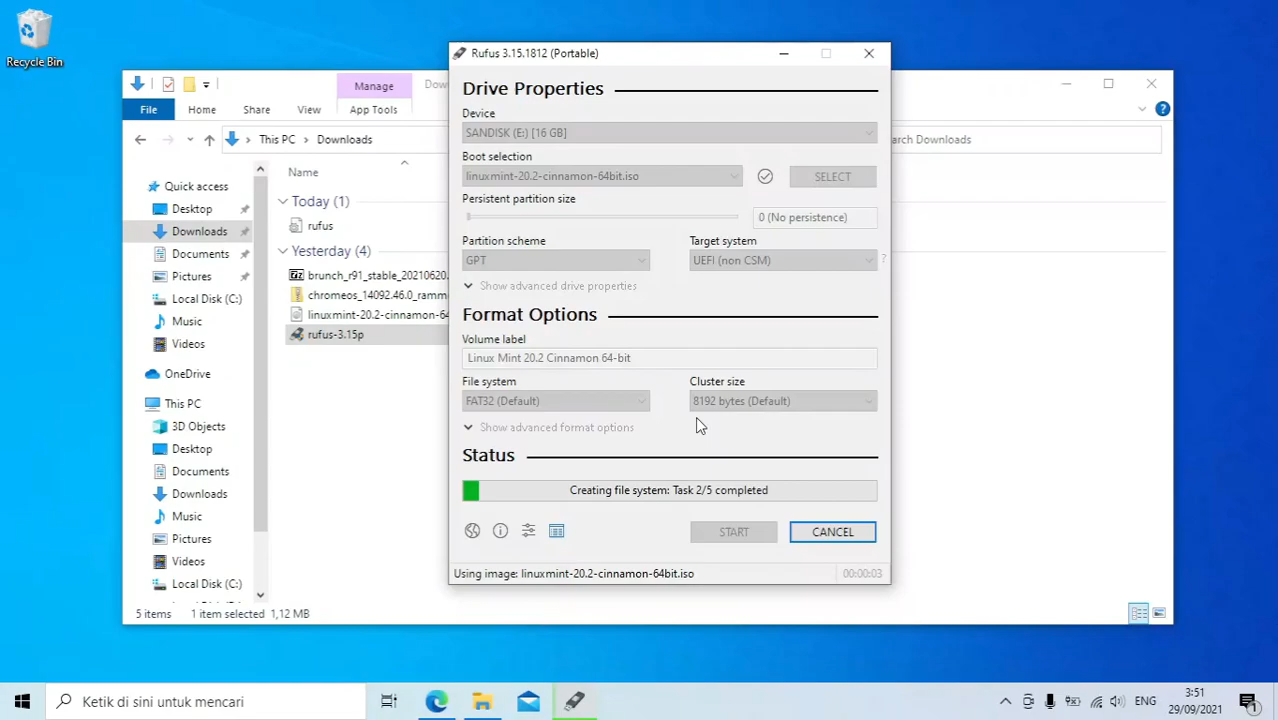 Recycle Bin
Manage
Dow
File
Home
Share
View
App Tools
This PC
Downloads
arch Downloads
Quick access
Desktop
Downloads
Documents
Pictures
Local Disk (C:)
Music
Videos
OneDrive
This PC
3D Objects
Desktop
Documents
Downloads
Music
Pictures
Videos
Local Disk (C:)
Name
Today (1)
rufus
Yesterday (4)
brunch_r91_stable_20210620.
chromeos_14092.46.0_rammu
linuxmint-20.2-cinnamon-64
rufus-3.15p
5 items 1 item selected 1,12 MB
Rufus 3.15.1812 (Portable)
Drive Properties
Device
SANDISK (E:) [16 GB]
Boot selection
linuxmint-20.2-cinnamon-64bit.iso
SELECT
Persistent partition size
0 (No persistence)
Partition scheme
Target system
GPT
UEFI (non CSM)
?
Show advanced drive properties
Format Options
Volume label
Linux Mint 20.2 Cinnamon 64-bit
File system
Cluster size
FAT32 (Default)
8192 bytes (Default)
Show advanced format options
Status
Creating file system: Task 2/5 completed
START
CANCEL
Using image: linuxmint-20.2-cinnamon-64bit.iso
00:00:03
Ketik di sini untuk mencari
ENG
3:51
29/09/2021
1